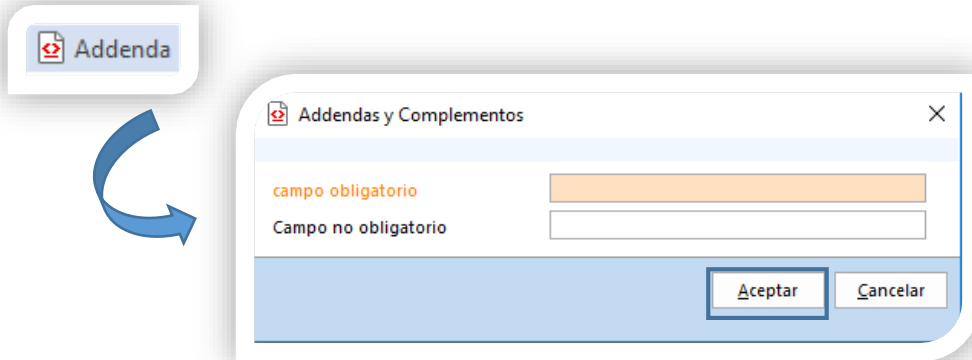 Addenda
Addendas y Complementos
campo obligatorio
Campo no obligatorio
Aceptar Cancelar